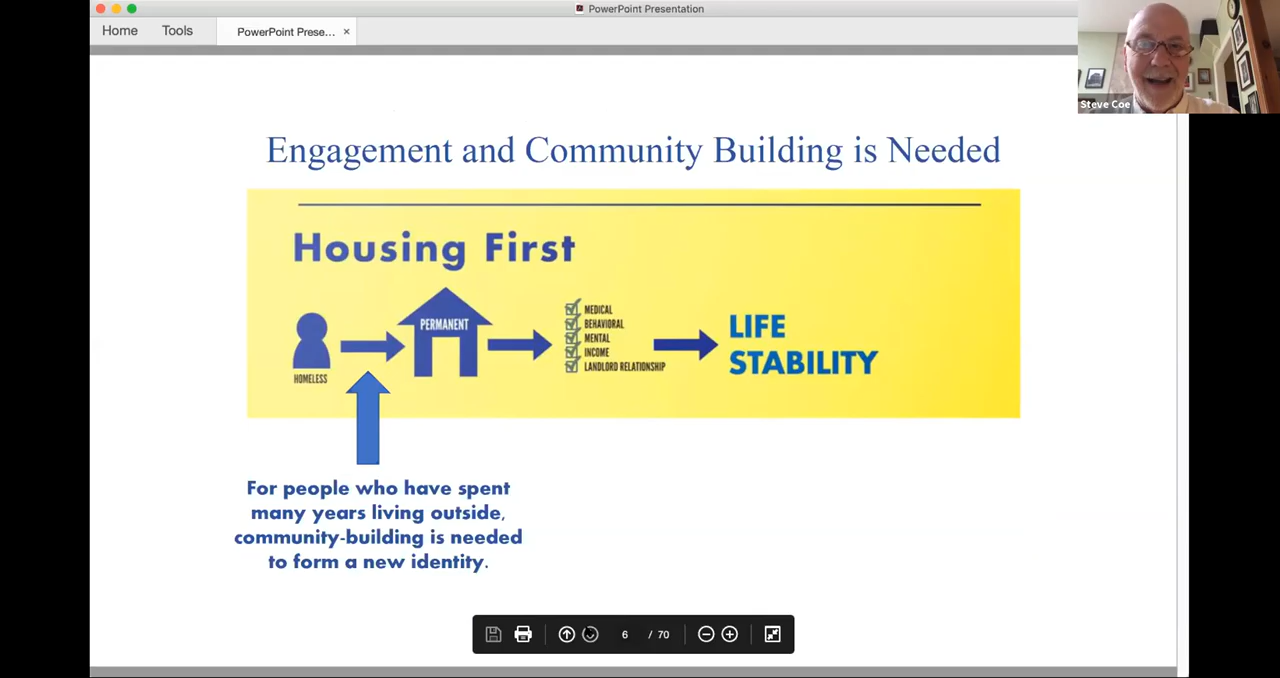 PowerPoint Presentation
Home Tools PowerPoint Prese... ×
Steve Coe
Engagement and Community Building is Needed
Housing First
HOMELESS
PERMANENT
MEDICAL
BEHAVIORAL
MENTAL
INCOME
LANDLORD RELATIONSHIP
LIFE
STABILITY
For people who have spent
many years living outside,
community-building is needed
to form a new identity.
6 / 70